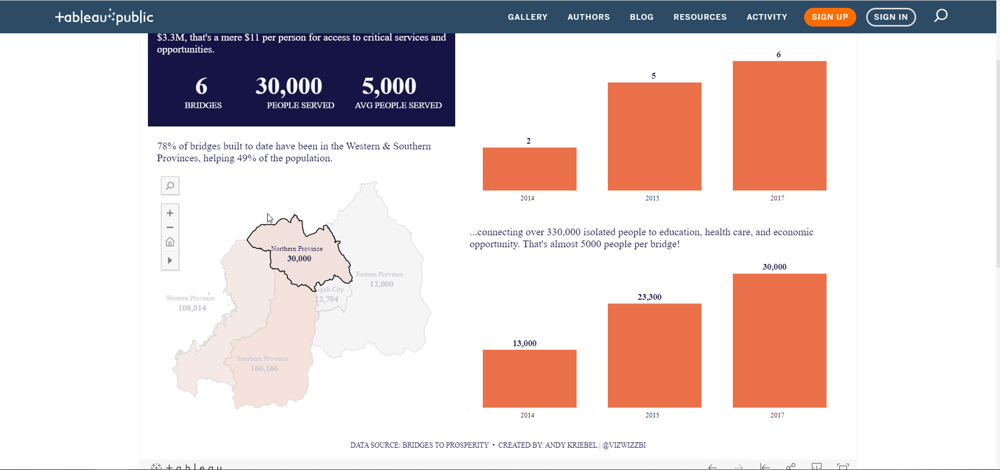 tableau public
GALLERY AUTHORS BLOG RESOURCES ACTIVITY SIGN UP SIGN IN
$3.3M, that's a mere $11 per person for access to critical services and
opportunities.
6 30,000 5,000
BRIDGES PEOPLE SERVED AVG PEOPLE SERVED
78% of bridges built to date have been in the Western & Southern
Provinces, helping 49% of the population.
Northern Province
30,000
Eastern Province
12,000
igali City
22,704
Western Province
108,014
Southern Province
160,166
6
5
2
2014 2015 2017
...connecting over 330,000 isolated people to education, health care, and economic
opportunity. That's almost 5000 people per bridge!
30,000
23,300
13,000
2014 2015 2017
DATA SOURCE: BRIDGES TO PROSPERITY • CREATED BY: ANDY KRIEBEL | @VIZWIZZBI
tableau